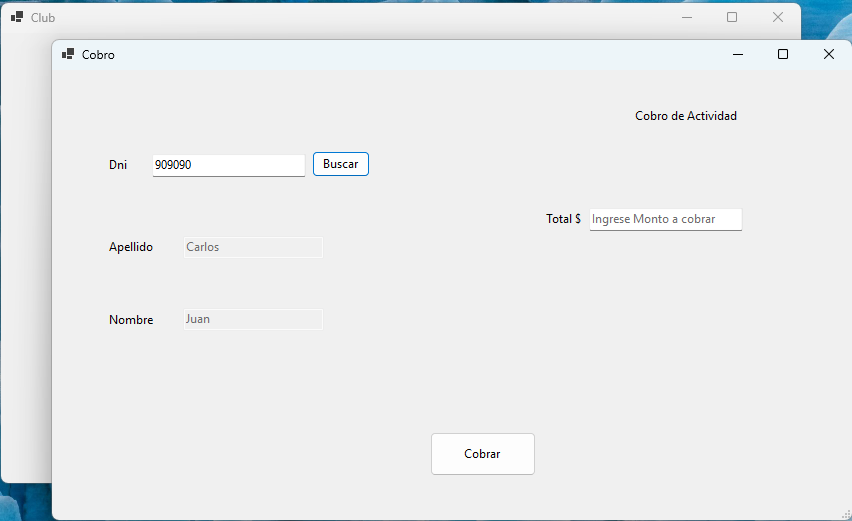 Club
Cobro
Cobro de Actividad
Dni 909090 Buscar
Total $ Ingrese Monto a cobrar
Apellido Carlos
Nombre Juan
Cobrar